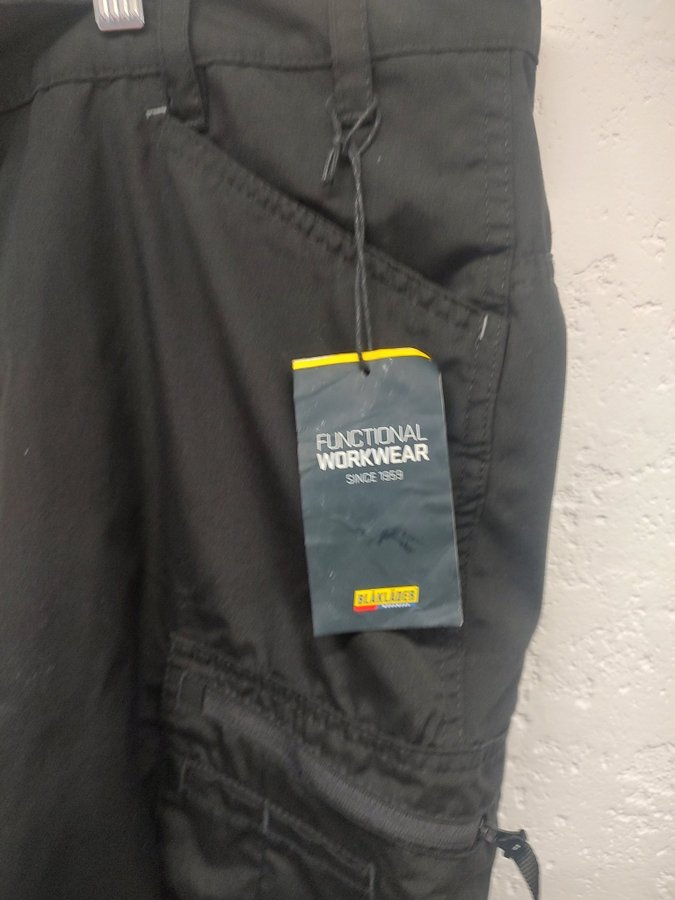 FUNCTIONAL
WORKWEAR
SINCE 1959
BLÅKLÄDER